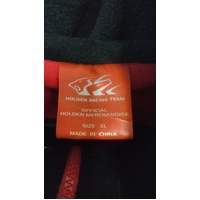 HOLDEN RACING TEAM
OFFICIAL
HOLDEN MERCHANDISE
SIZE XL
MADE IN CHINA